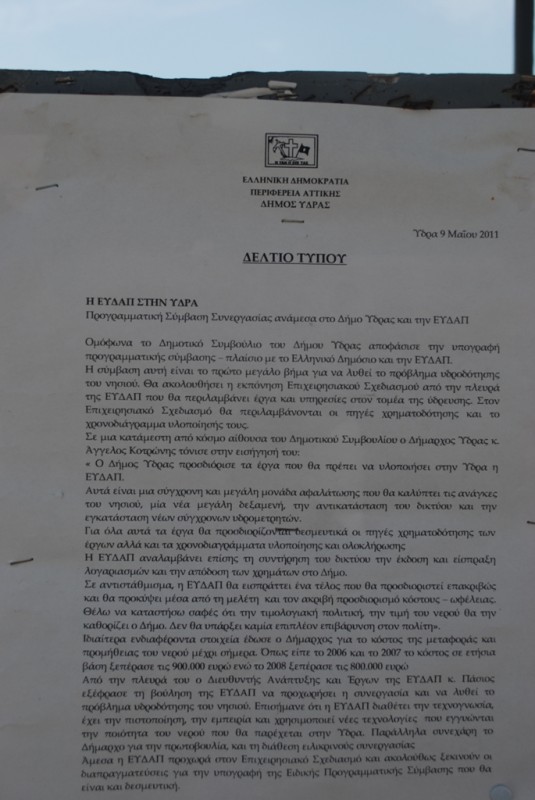 ΕΛΛΗΝΙΚΗ ΔΗΜΟΚΡΑΤΙΑ
ΠΕΡΙΦΕΡΕΙΑ ΑΤΤΙΚΗΣ
ΔΗΜΟΣ ΥΔΡΑΣ
Ύδρα 9 Μαΐου 2011
ΔΕΛΤΙΟ ΤΥΠΟΥ
Η ΕΥΔΑΠ ΣΤΗΝ ΥΔΡΑ
Προγραμματική Σύμβαση Συνεργασίας ανάμεσα στο Δήμο Ύδρας και την ΕΥΔΑΠ
Ομόφωνα το Δημοτικό Συμβούλιο του Δήμου Ύδρας αποφάσισε την υπογραφή
προγραμματικής σύμβασης – πλαίσιο με το Ελληνικό Δημόσιο και την ΕΥΔΑΠ.
Η σύμβαση αυτή είναι το πρώτο μεγάλο βήμα για να λυθεί το πρόβλημα υδροδότησης
του νησιού. Θα ακολουθήσει η εκπόνηση Επιχειρησιακού Σχεδιασμού από την πλευρά
της ΕΥΔΑΠ που θα περιλαμβάνει έργα και υπηρεσίες στον τομέα της ύδρευσης. Στον
Επιχειρησιακό Σχεδιασμό θα περιλαμβάνονται οι πηγές χρηματοδότησης και το
χρονοδιάγραμμα υλοποίησής τους.
Σε μια κατάμεστη από κόσμο αίθουσα του Δημοτικού Συμβουλίου ο Δήμαρχος Ύδρας κ.
Άγγελος Κοτρώνης τόνισε στην εισήγησή του:
« Ο Δήμος Ύδρας προσδιόρισε τα έργα που θα πρέπει να υλοποιήσει στην Ύδρα η
ΕΥΔΑΠ.
Αυτά είναι μια σύγχρονη και μεγάλη μονάδα αφαλάτωσης που θα καλύπτει τις ανάγκες
του νησιού, μία νέα μεγάλη δεξαμενή, την αντικατάσταση του δικτύου και την
εγκατάσταση νέων σύγχρονων υδρομετρητών.
Για όλα αυτά τα έργα θα προσδιορίζονται δεσμευτικά οι πηγές χρηματοδότησης των
έργων αλλά και τα χρονοδιαγράμματα υλοποίησης και ολοκλήρωσης
Η ΕΥΔΑΠ αναλαμβάνει επίσης τη συντήρηση του δικτύου την έκδοση και είσπραξη
λογαριασμών και την απόδοση των χρημάτων στο Δήμο.
Σε αντιστάθμισμα, η ΕΥΔΑΠ θα εισπράττει ένα τέλος που θα προσδιοριστεί επακριβώς
και θα προκύψει μέσα από τη μελέτη και τον ακριβή προσδιορισμό κόστους – ωφέλειας.
Θέλω να καταστήσω σαφές ότι την τιμολογιακή πολιτική, την τιμή του νερού θα την
καθορίζει ο Δήμο. Δεν θα υπάρξει καμία επιπλέον επιβάρυνση στον πολίτη».
Ιδιαίτερα ενδιαφέροντα στοιχεία έδωσε ο Δήμαρχος για το κόστος της μεταφοράς και
προμήθειας του νερού μέχρι σήμερα. Όπως είπε το 2006 και το 2007 το κόστος σε ετήσια
βάση ξεπέρασε τις 900.000 ευρώ ενώ το 2008 ξεπέρασε τις 800.000 ευρώ
Από την πλευρά του ο Διευθυντής Ανάπτυξης και Έργων της ΕΥΔΑΠ κ. Πάσιος
εξέφρασε τη βούληση της ΕΥΔΑΠ να προχωρήσει η συνεργασία και να λυθεί το
πρόβλημα υδροδότησης του νησιού. Επισήμανε ότι η ΕΥΔΑΠ διαθέτει την τεχνογνωσία,
έχει την πιστοποίηση, την εμπειρία και χρησιμοποιεί νέες τεχνολογίες που εγγυώνται
την ποιότητα του νερού που θα παρέχεται στην Ύδρα. Παράλληλα συνεχάρη το
Δήμαρχο για την πρωτοβουλία, και τη διάθεση ειλικρινούς συνεργασίας
Άμεσα η ΕΥΔΑΠ προχωρά στον Επιχειρησιακό Σχεδιασμό και ακολούθως ξεκινούν οι
διαπραγματεύσεις για την υπογραφή της Ειδικής Προγραμματικής Σύμβασης που θα
είναι και δεσμευτική.